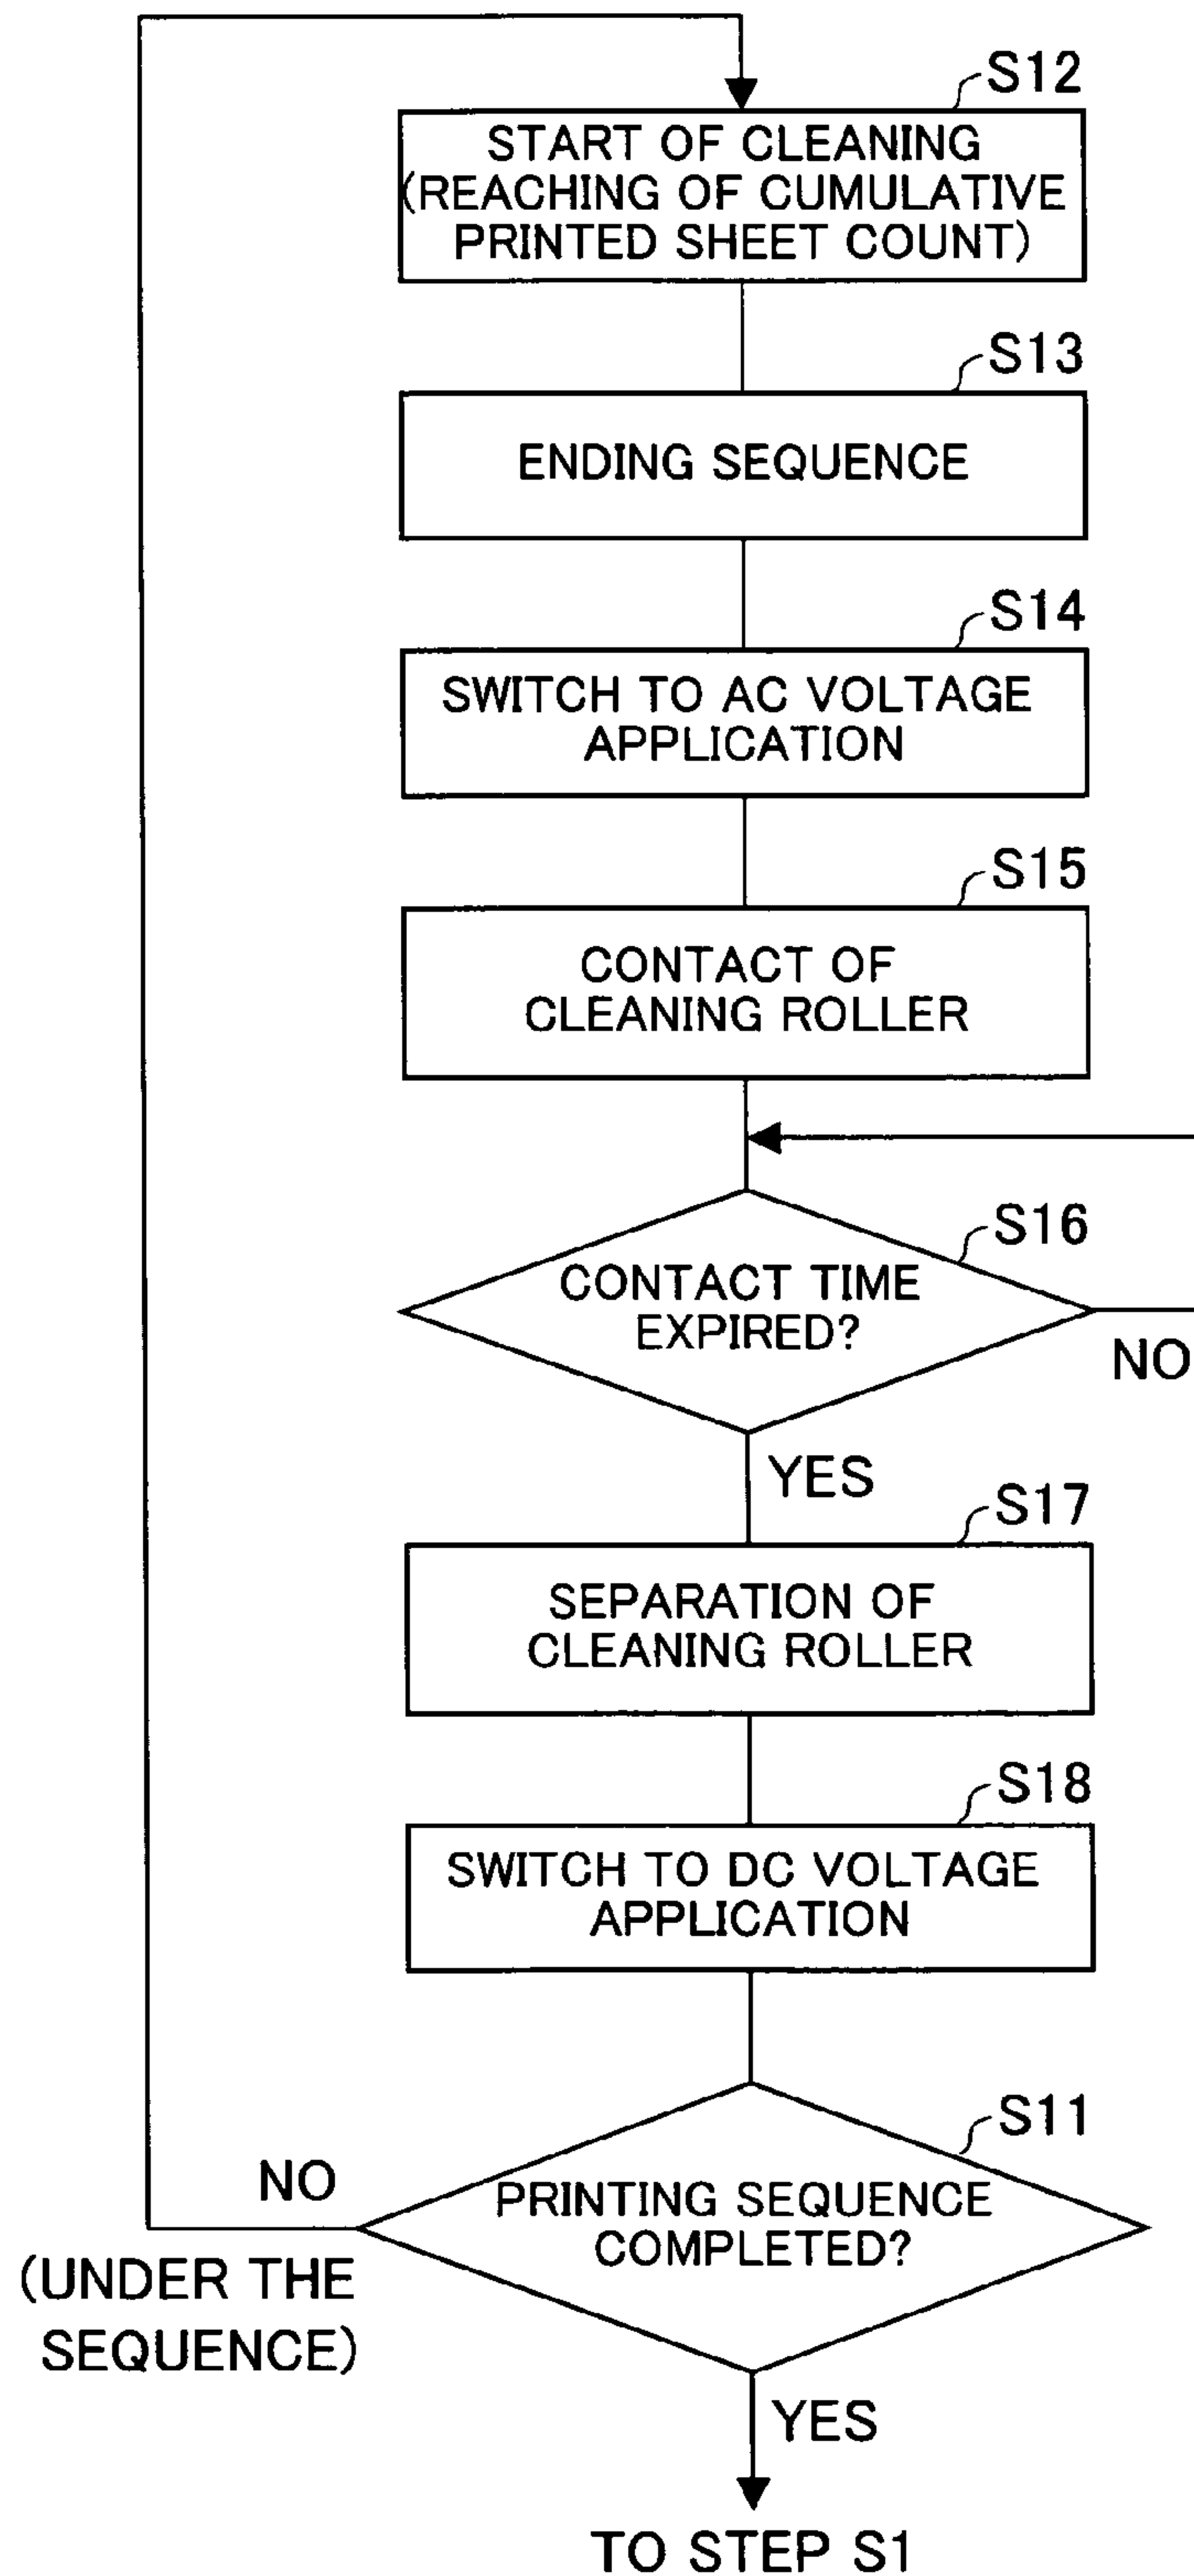 S12
START OF CLEANING
(REACHING OF CUMULATIVE
PRINTED SHEET COUNT)
S13
ENDING SEQUENCE
S14
SWITCH TO AC VOLTAGE
APPLICATION
S15
CONTACT OF
CLEANING ROLLER
S16
CONTACT TIME
EXPIRED?
NO
YES
S17
SEPARATION OF
CLEANING ROLLER
S18
SWITCH TO DC VOLTAGE
APPLICATION
S11
NO
PRINTING SEQUENCE
COMPLETED?
(UNDER THE
SEQUENCE)
YES
TO STEP S1